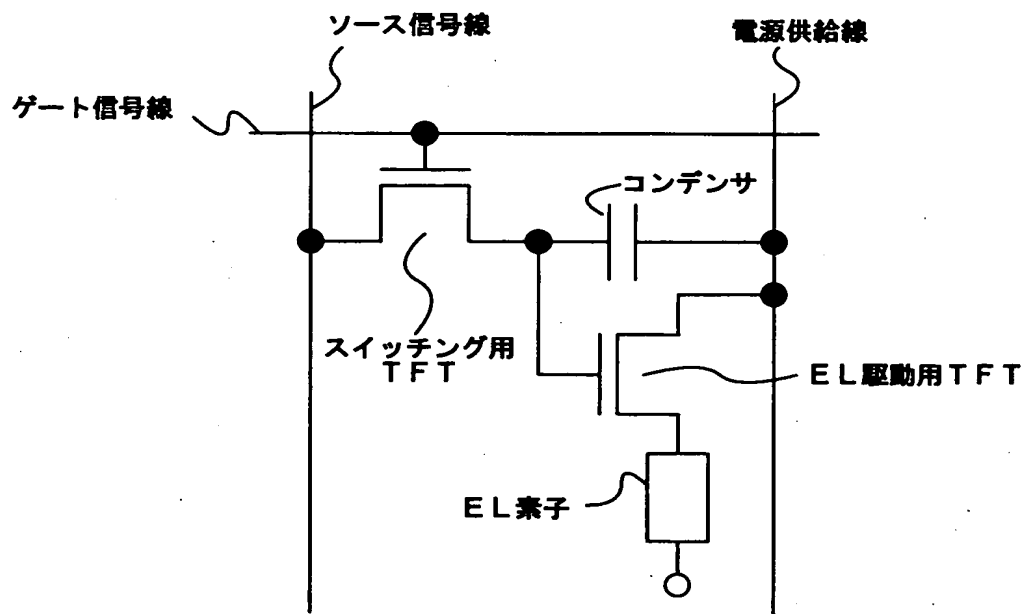 ソース信号線
電源供給線
ゲート信号線
コンデンサ
スイッチング用
ＴＦＴ
ＥＬ駆動用ＴＦＴ
ＥＬ素子